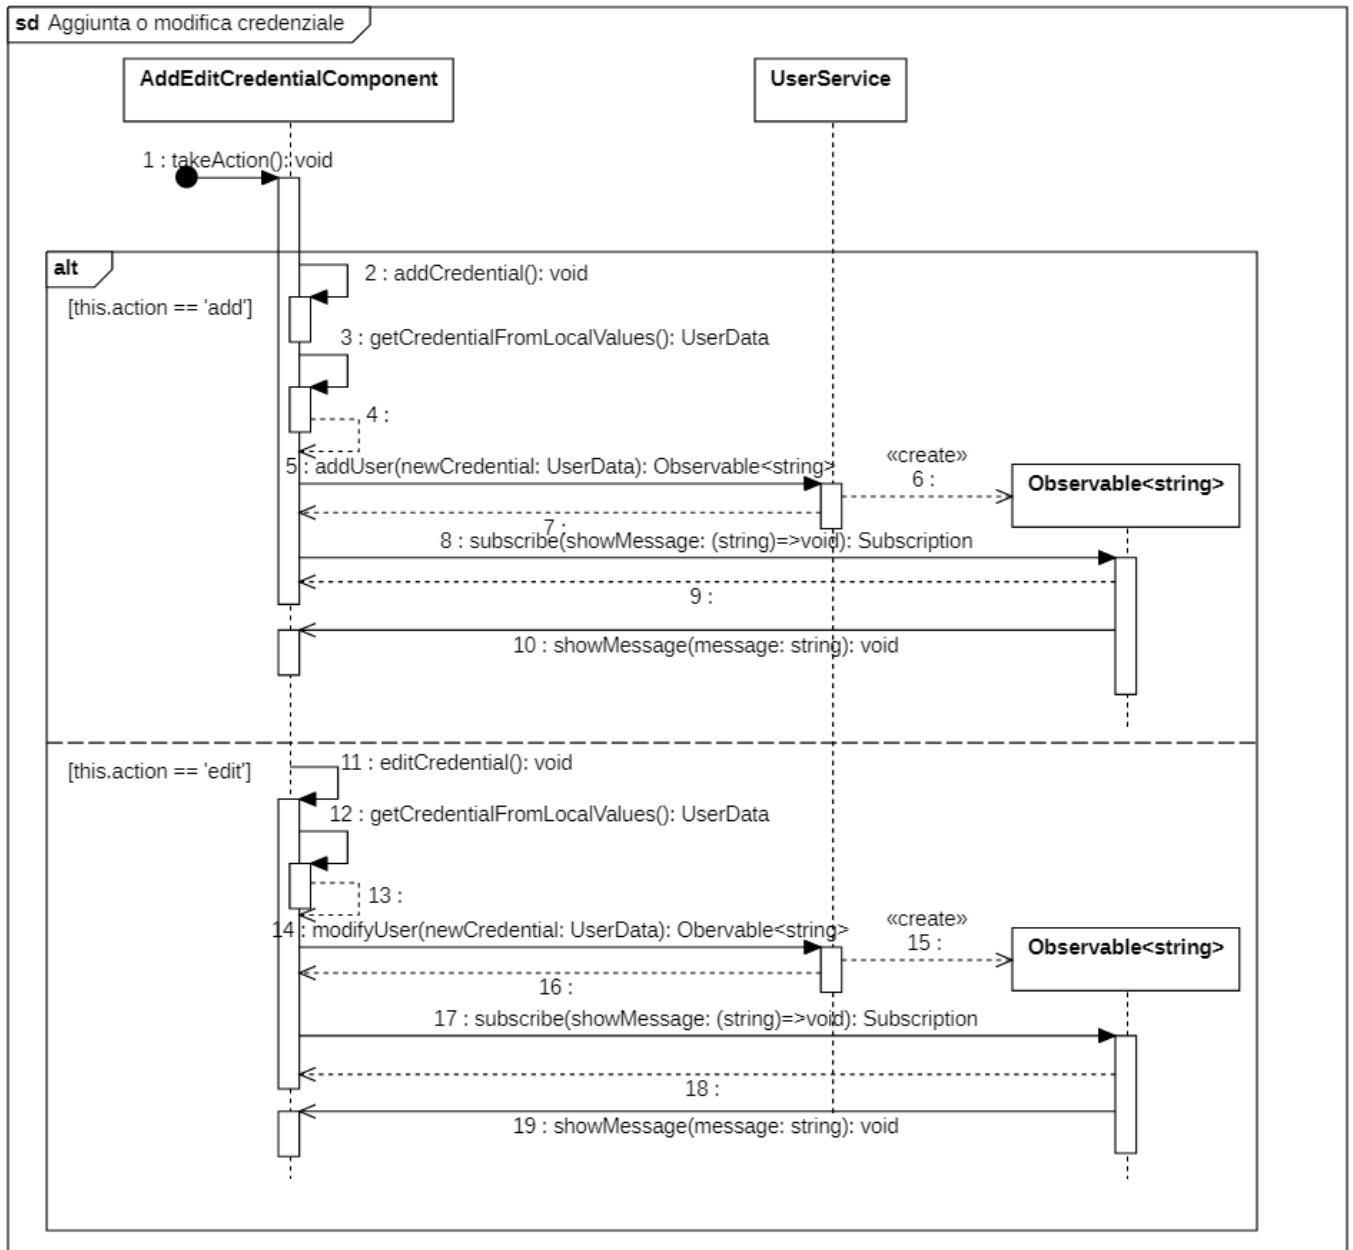 sd Aggiunta o modifica credenziale
AddEditCredentialComponent
UserService
1 : takeAction(): void
alt
[this.action == 'add']
2 : addCredential(): void
3 : getCredentialFromLocalValues(): UserData
4 :
5 : addUser(newCredential: UserData): Observable<string>
«create»
6 :
Observable<string>
7 :
8 : subscribe(showMessage: (string)=>void): Subscription
9 :
10 : showMessage(message: string): void
[this.action == 'edit']
11 : editCredential(): void
12 : getCredentialFromLocalValues(): UserData
13 :
14 : modifyUser(newCredential: UserData): Obervable<string>
«create»
15 :
Observable<string>
16 :
17 : subscribe(showMessage: (string)=>void): Subscription
18 :
19 : showMessage(message: string): void